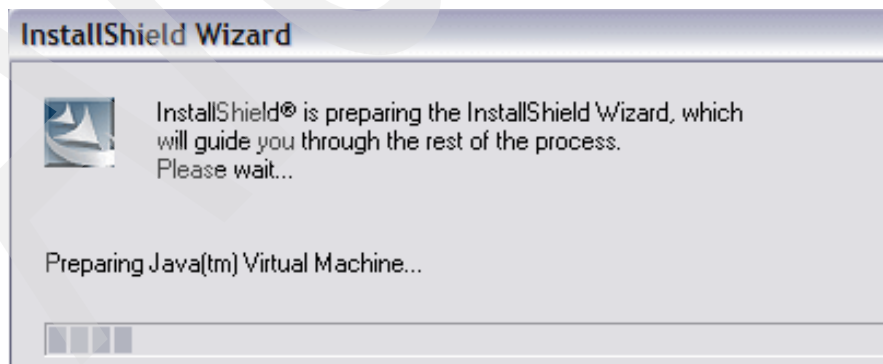 InstallShield Wizard
InstallShield® is preparing the InstallShield Wizard, which
will guide you through the rest of the process.
Please wait...
Preparing Java(tm) Virtual Machine...